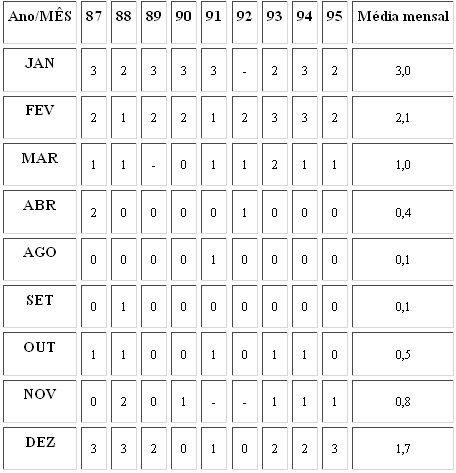 Ano/MÊS 87 88 89 90 91 92 93 94 95 Média mensal
JAN 3 2 3 3 3 - 2 3 2 3,0
FEV 2 1 2 2 1 2 3 3 2 2,1
MAR 1 1 - 0 1 1 2 1 1 1,0
ABR 2 0 0 0 0 1 0 0 0 0,4
AGO 0 0 0 0 1 0 0 0 0 0,1
SET 0 1 0 0 0 0 0 0 0 0,1
OUT 1 1 0 0 1 0 1 1 0 0,5
NOV 0 2 0 1 - - 1 1 1 0,8
DEZ 3 3 2 0 1 0 2 2 3 1,7